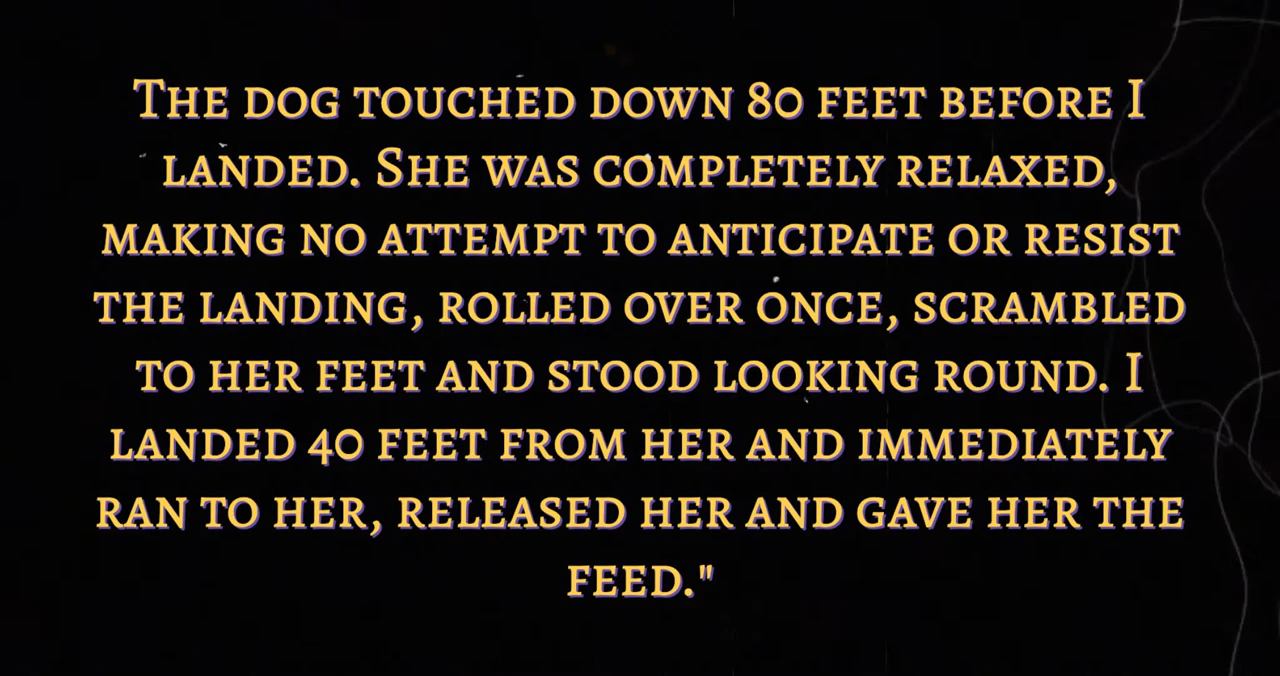 The dog touched down 80 feet before I
landed. She was completely relaxed,
making no attempt to anticipate or resist
the landing, rolled over once, scrambled
to her feet and stood looking round. I
landed 40 feet from her and immediately
ran to her, released her and gave her the
feed."